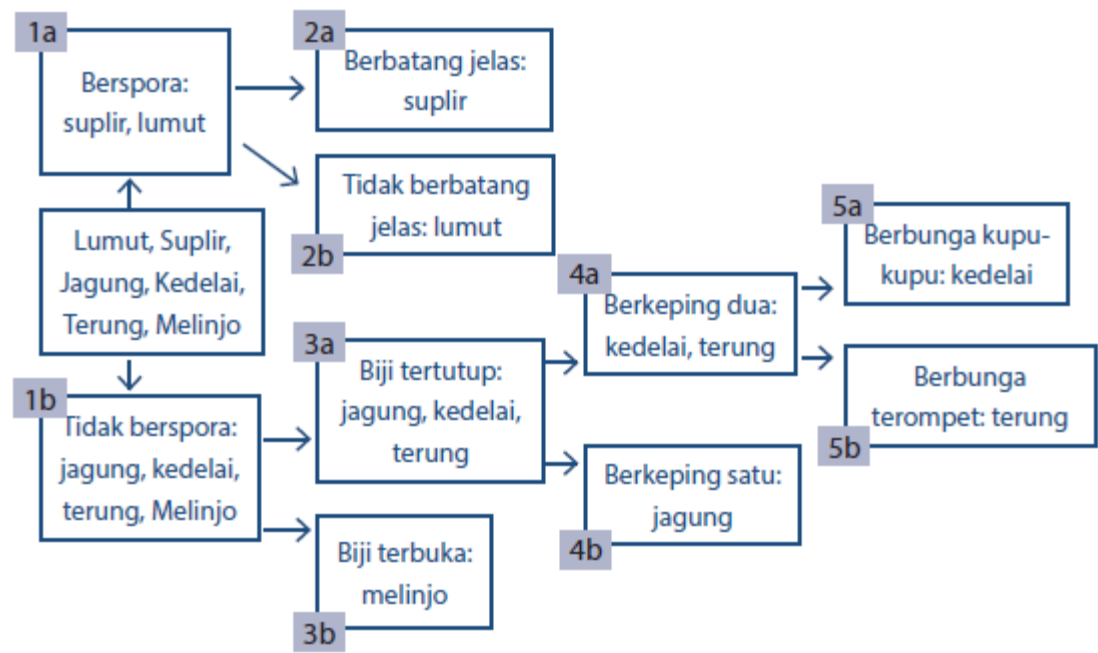 1a
Berspora:
suplir, lumut
2a
Berbatang jelas:
suplir
Tidak berbatang
jelas: lumut
2b
Lumut, Suplir,
Jagung, Kedelai,
Terung, Melinjo
1b
Tidak berspora:
jagung, kedelai,
terung, Melinjo
3a
Biji tertutup:
jagung, kedelai,
terung
Biji terbuka:
melinjo
3b
4a
Berkeping dua:
kedelai, terung
Berkeping satu:
jagung
4b
5a
Berbunga kupu-
kupu: kedelai
Berbunga
terompet: terung
5b